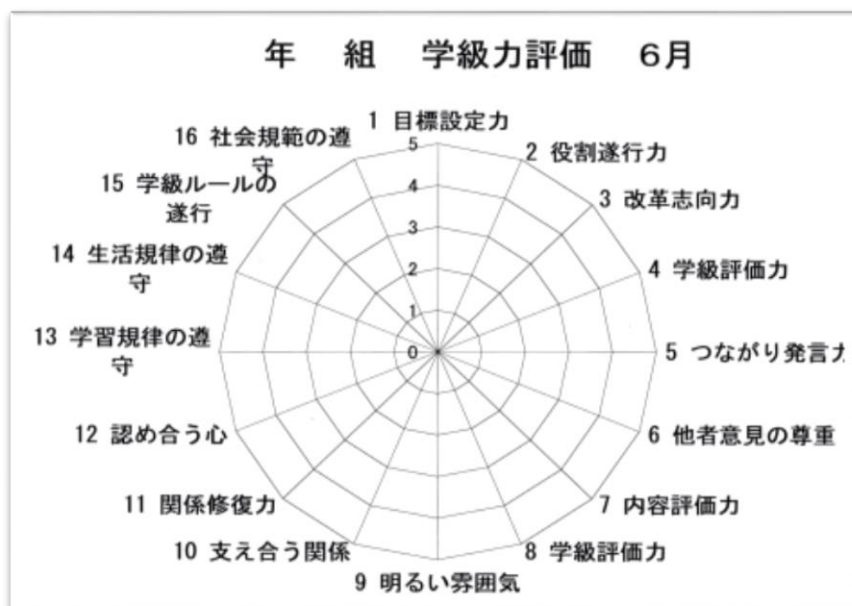 年 組 学級力評価 6月
1 目標設定力
2 役割遂行力
3 改革志向力
4 学級評価力
5 つながり発言力
6 他者意見の尊重
7 内容評価力
8 学級評価力
9 明るい雰囲気
10 支え合う関係
11 関係修復力
12 認め合う心
13 学習規律の遵
守
14 生活規律の遵
守
15 学級ルールの
遂行
16 社会規範の遵
守
5
4
3
2
1
0